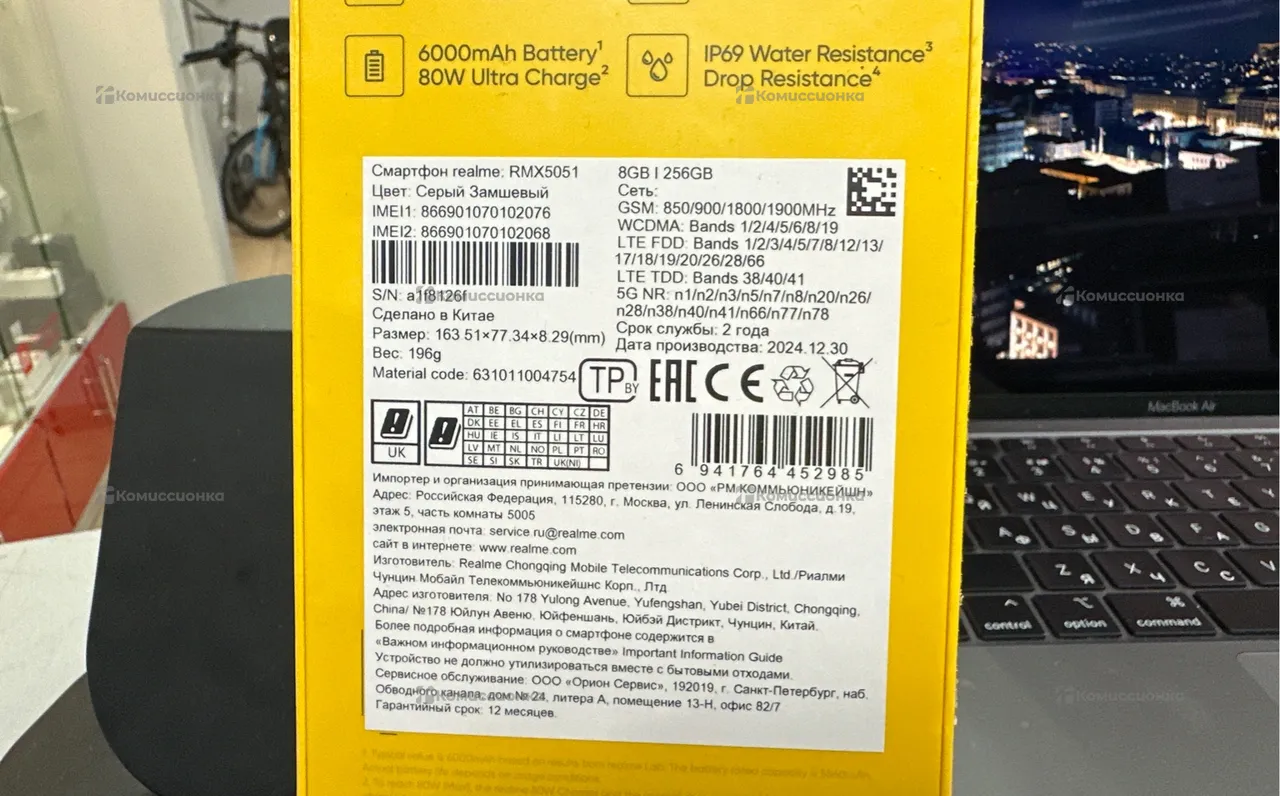 6000mAh Battery¹
80W Ultra Charge²
IP69 Water Resistance³
Drop Resistance⁴
Комиссионка
Комиссионка
Смартфон realme: RMX5051
Цвет: Серый Замшевый
IMEI1: 866901070102076
IMEI2: 866901070102068
S/N: a1f8126f
Комиссионка
Сделано в Китае
Размер: 163 51×77.34×8.29(mm)
Вес: 196g
Material code: 631011004754
8GB | 256GB
Сеть:
GSM: 850/900/1800/1900MHz
WCDMA: Bands 1/2/4/5/6/8/19
LTE FDD: Bands 1/2/3/4/5/7/8/12/13/
17/18/19/20/26/28/66
LTE TDD: Bands 38/40/41
5G NR: n1/n2/n3/n5/n7/n8/n20/n26/
n28/n38/n40/n41/n66/n77/n78
Срок службы: 2 года
Дата производства: 2024.12.30
TP BY EAC CE
UK
AT BE BG CH CY CZ DE
DK EE EL ES FI FR HR
HU IE IS IT LI LT LU
LV MT NL NO PL PT RO
SE SI SK TR UK(NI)
6 941764 452985
Импортер и организация принимающая претензии: ООО «РМ КОММЬЮНИКЕЙШН»
Адрес: Российская Федерация, 115280, г. Москва, ул. Ленинская Слобода, д.19,
этаж 5, часть комнаты 5005
электронная почта: service.ru@realme.com
сайт в интернете: www.realme.com
Изготовитель: Realme Chongqing Mobile Telecommunications Corp., Ltd./Риалми
Чунцин Мобайл Телекоммьюникейшнс Корп., Лтд.
Адрес изготовителя: No 178 Yulong Avenue, Yufengshan, Yubei District, Chongqing,
China/ №178 Юйлун Авеню, Юйфеншань, Юйбэй Дистрикт, Чунцин, Китай.
Более подробная информация о смартфоне содержится в
«Важном информационном руководстве» Important Information Guide
Устройство не должно утилизироваться вместе с бытовыми отходами.
Сервисное обслуживание: ООО «Орион Сервис», 192019, г. Санкт-Петербург, наб.
Обводного канала, дом № 24, литера А, помещение 13-Н, офис 82/7
Гарантийный срок: 12 месяцев.
Комиссионка
Комиссионка
Комиссионка
Комиссионка
Комиссионка
MacBook Air
control
option
command